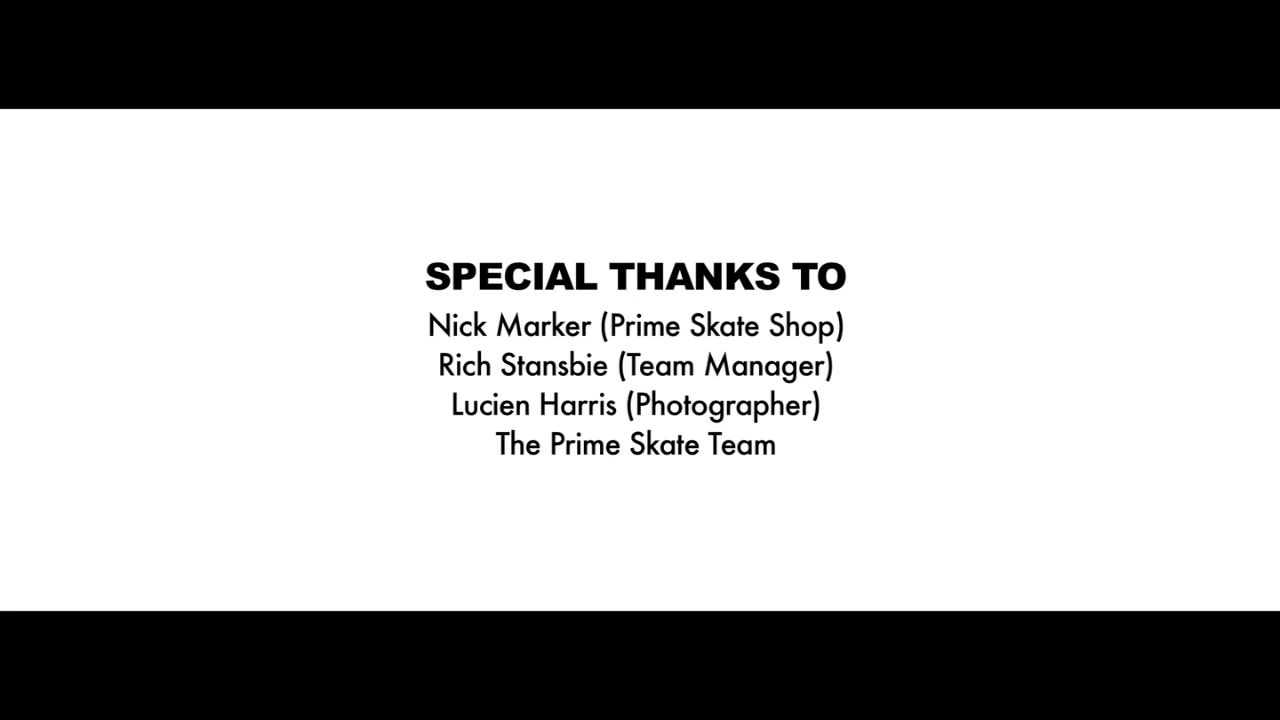 SPECIAL THANKS TO
Nick Marker (Prime Skate Shop)
Rich Stansbie (Team Manager)
Lucien Harris (Photographer)
The Prime Skate Team